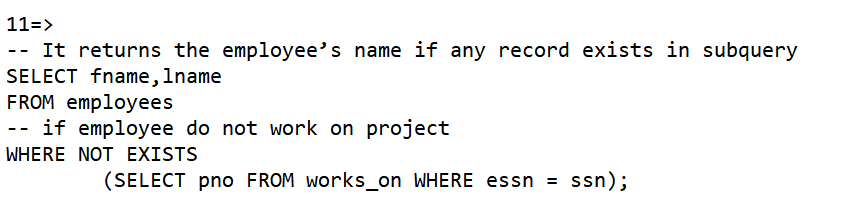 11=>
-- It returns the employee’s name if any record exists in subquery
SELECT fname,lname
FROM employees
-- if employee do not work on project
WHERE NOT EXISTS
        (SELECT pno FROM works_on WHERE essn = ssn);